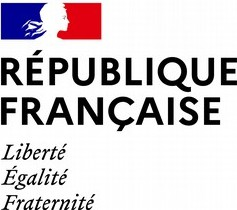 RÉPUBLIQUE
FRANÇAISE
Liberté
Égalité
Fraternité